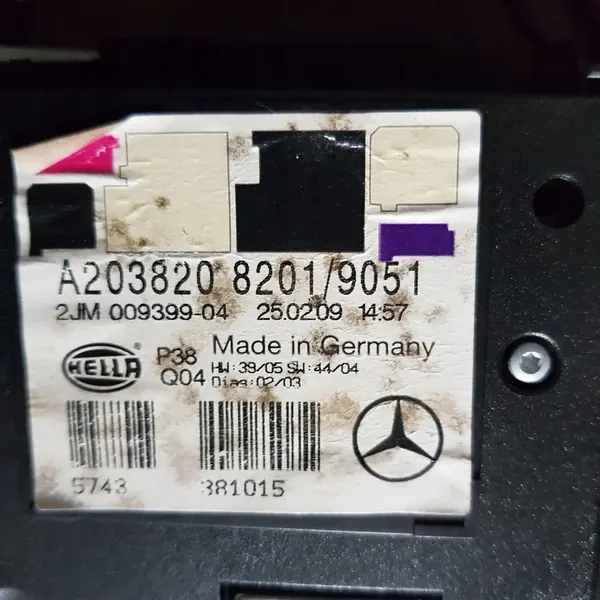 A203820 8201/9051
2JM 009399-04 25.02.09 14:57
HELLA ® P38 Made in Germany
Q04 HW:39/05 SW:44/04
Diag:02/03
5743 381015